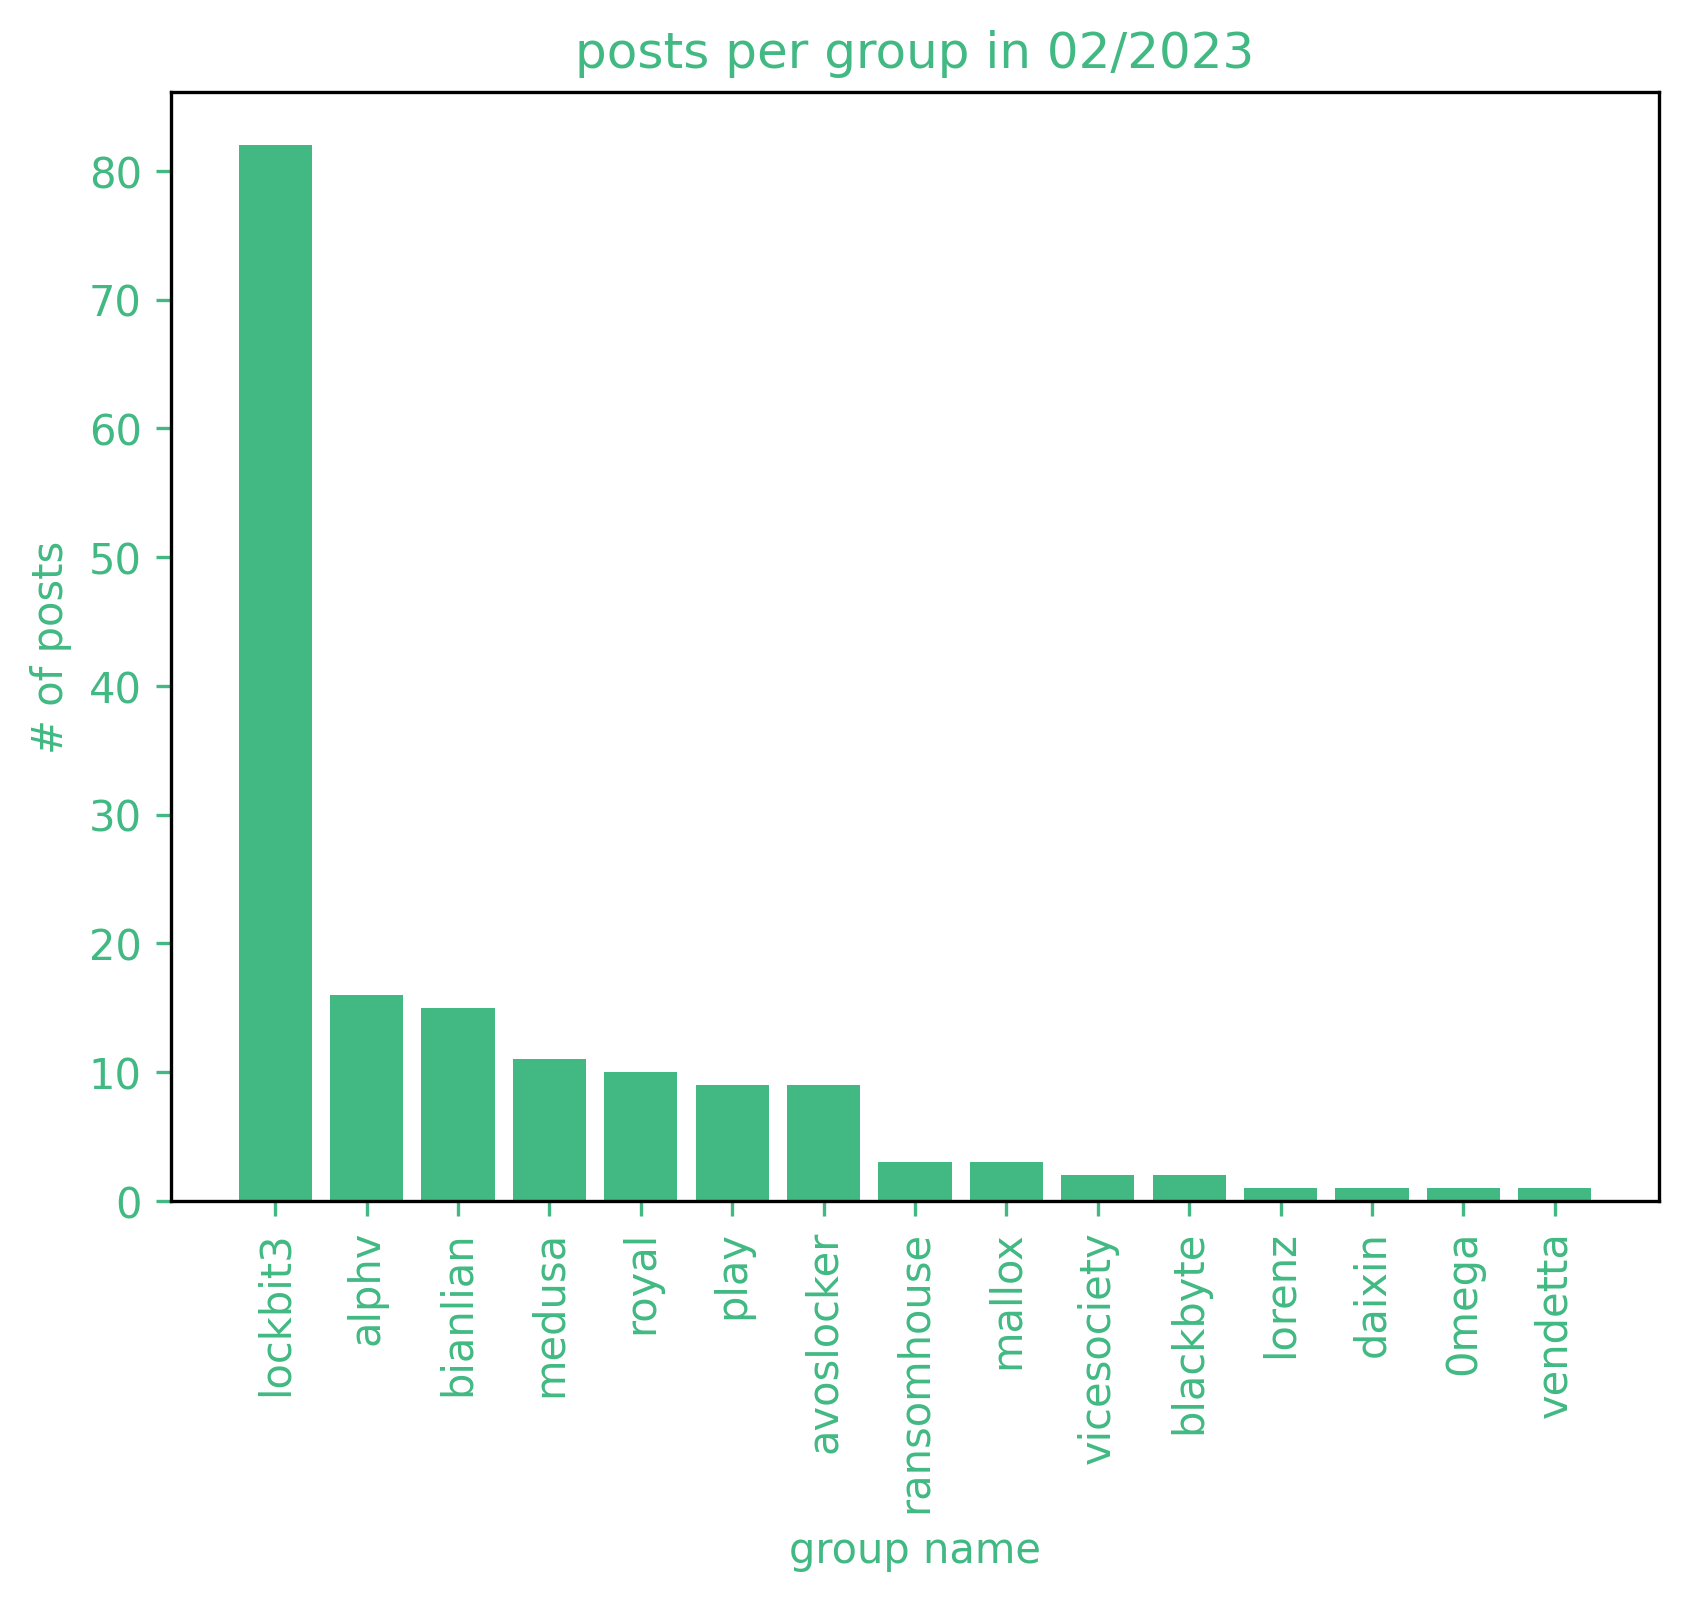 posts per group in 02/2023
# of posts
80
70
60
50
40
30
20
10
0
lockbit3
alphv
bianlian
medusa
royal
play
avoslocker
ransomhouse
mallox
vicesociety
blackbyte
lorenz
daixin
0mega
vendetta
group name